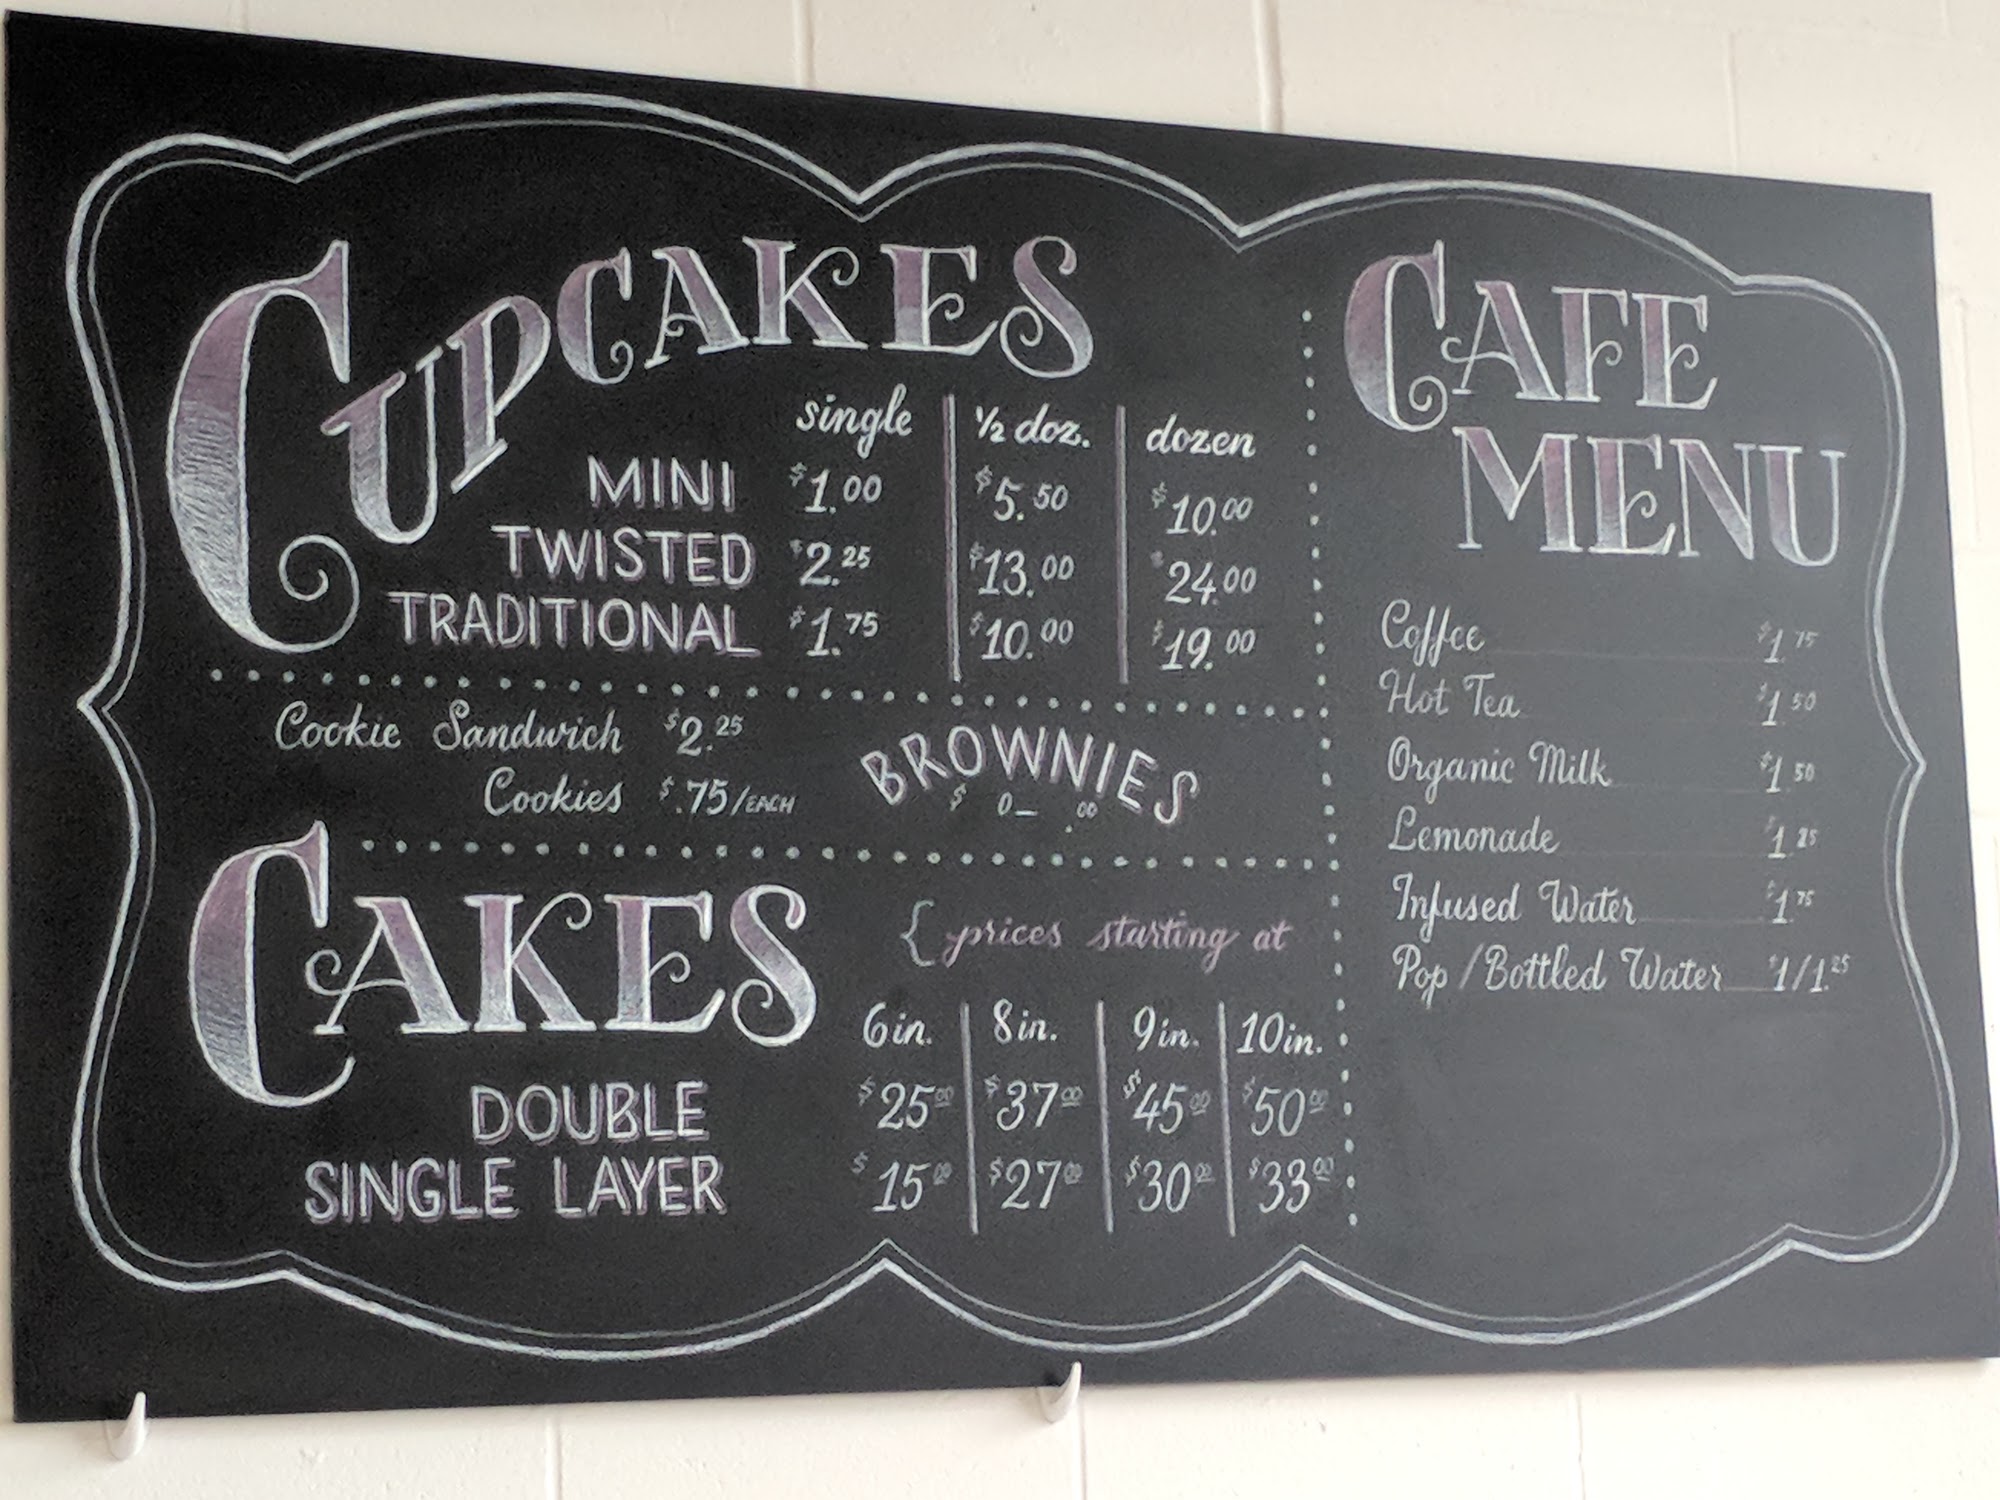 CUPCAKES
single ½ doz. dozen
MINI $1.00 $5.50 $10.00
TWISTED $2.25 $13.00 $24.00
TRADITIONAL $1.75 $10.00 $19.00
Cookie Sandwich $2.25
Cookies $.75/EACH
BROWNIES
CAKES
{ prices starting at
6in. 8in. 9in. 10in.
DOUBLE $25.00 $37.00 $45.00 $50.00
SINGLE LAYER $15.00 $27.00 $30.00 $33.00
CAFE
MENU
Coffee $1.75
Hot Tea $1.50
Organic Milk $1.50
Lemonade
Infused Water $1.75
Pop / Bottled Water $1/1.25